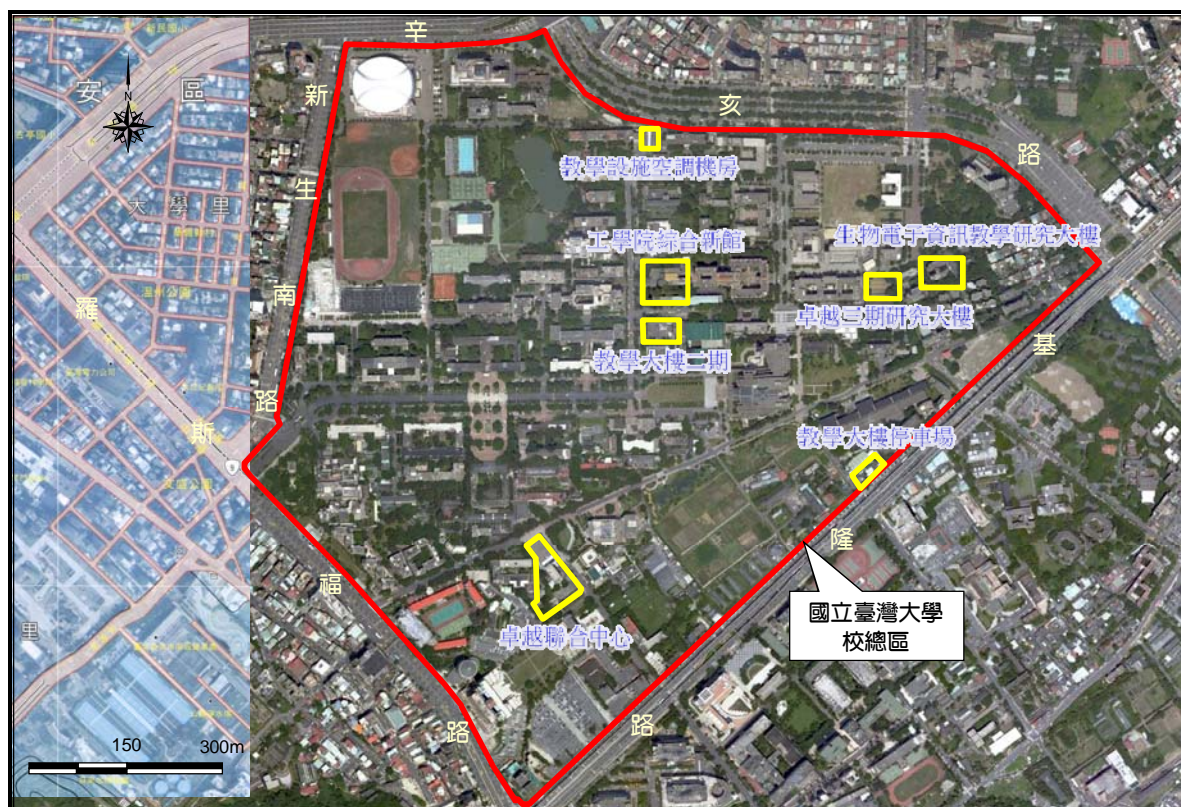 辛
亥
路
新
生
南
路
安 區
N
大學里
溫州公園
羅
斯
福
路
教學設施空調機房
工學院綜合新館
生物電子資訊教學研究大樓
卓越三期研究大樓
教學大樓二期
教學大樓停車場
卓越聯合中心
基
隆
路
國立臺灣大學
校總區
里
150 300m